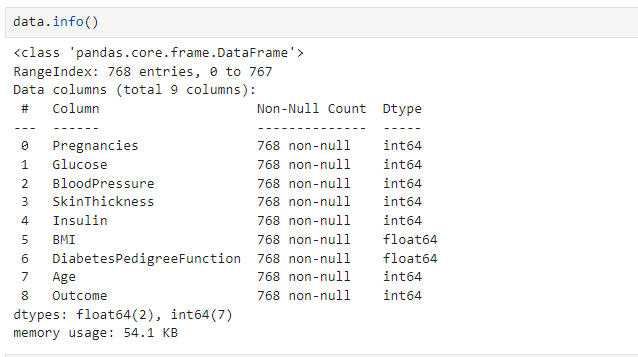 data.info()
<class 'pandas.core.frame.DataFrame'>
RangeIndex: 768 entries, 0 to 767
Data columns (total 9 columns):
 #   Column                    Non-Null Count  Dtype
---  ------                    --------------  -----
 0   Pregnancies               768 non-null    int64
 1   Glucose                   768 non-null    int64
 2   BloodPressure             768 non-null    int64
 3   SkinThickness             768 non-null    int64
 4   Insulin                   768 non-null    int64
 5   BMI                       768 non-null    float64
 6   DiabetesPedigreeFunction  768 non-null    float64
 7   Age                       768 non-null    int64
 8   Outcome                   768 non-null    int64
dtypes: float64(2), int64(7)
memory usage: 54.1 KB